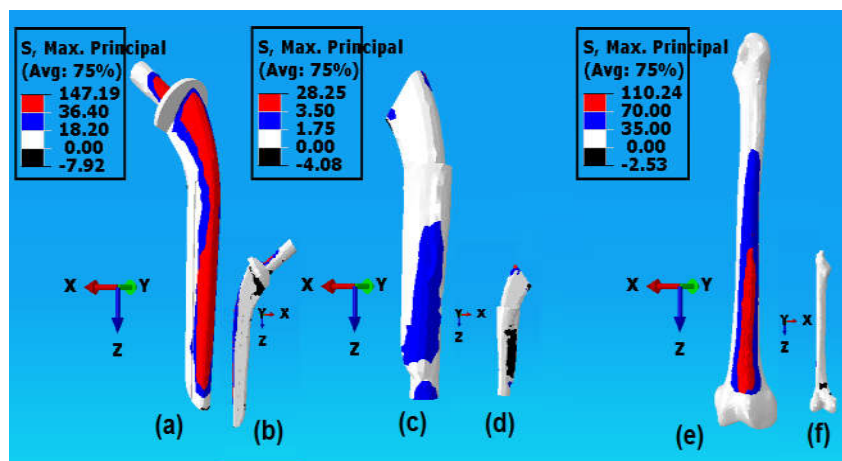 S, Max. Principal
(Avg: 75%)
147.19
36.40
18.20
0.00
-7.92
S, Max. Principal
(Avg: 75%)
28.25
3.50
1.75
0.00
-4.08
S, Max. Principal
(Avg: 75%)
110.24
70.00
35.00
0.00
-2.53
X Y
Z
Y X
Z
X Y
Z
Y X
Z
X Y
Z
Y X
Z
(a)
(b)
(c)
(d)
(e)
(f)